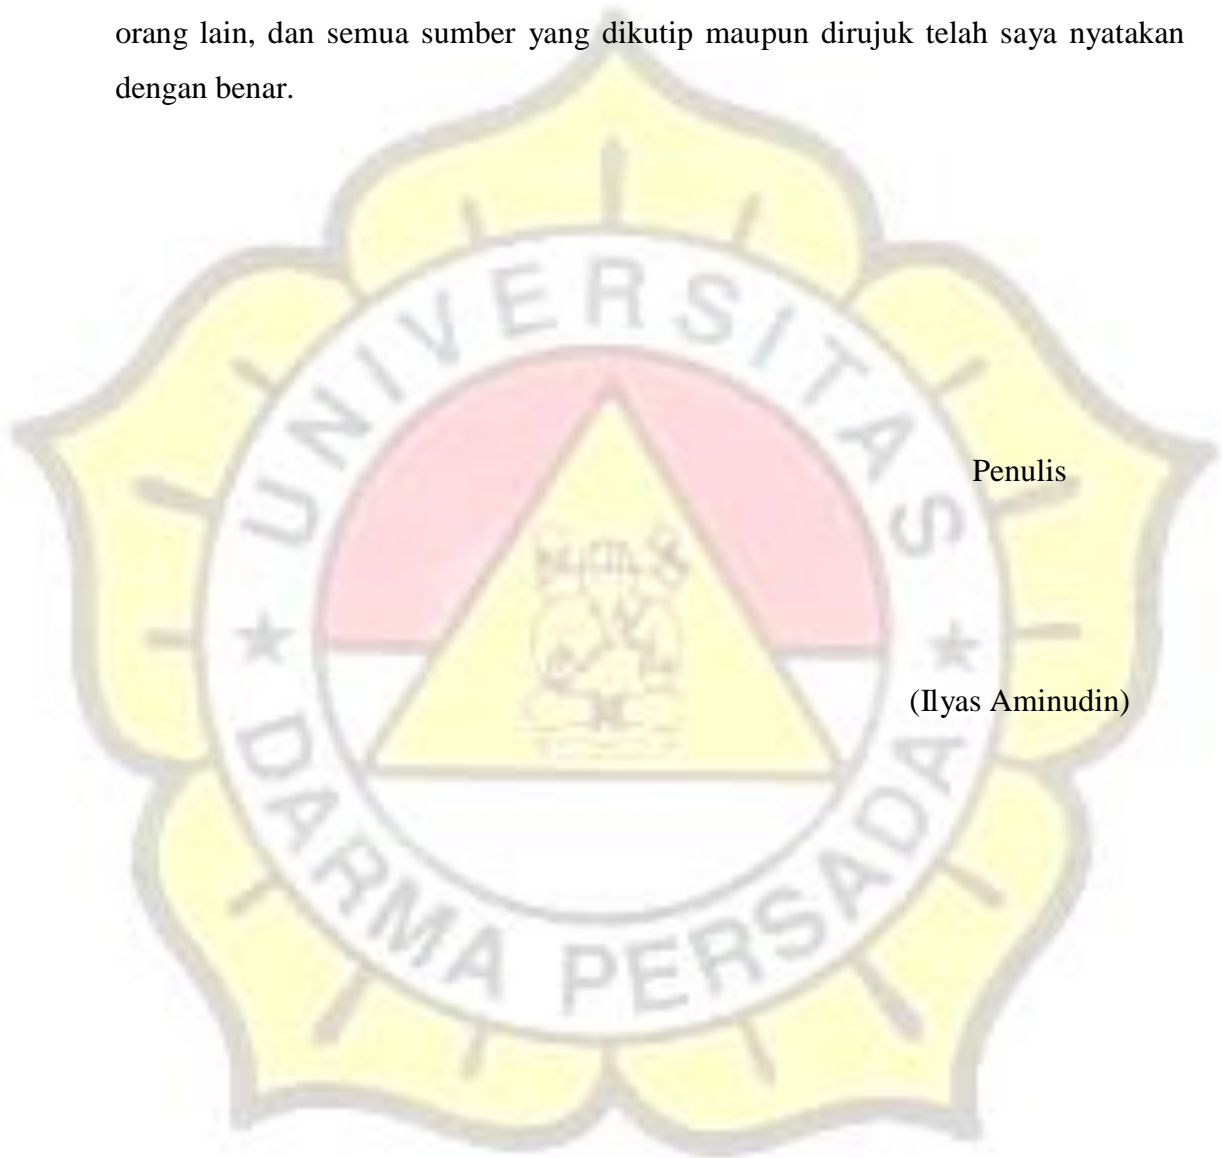 orang lain, dan semua sumber yang dikutip maupun dirujuk telah saya nyatakan
dengan benar.
UNIVERSITAS
Penulis
(Ilyas Aminudin)
DARMA PERSADA